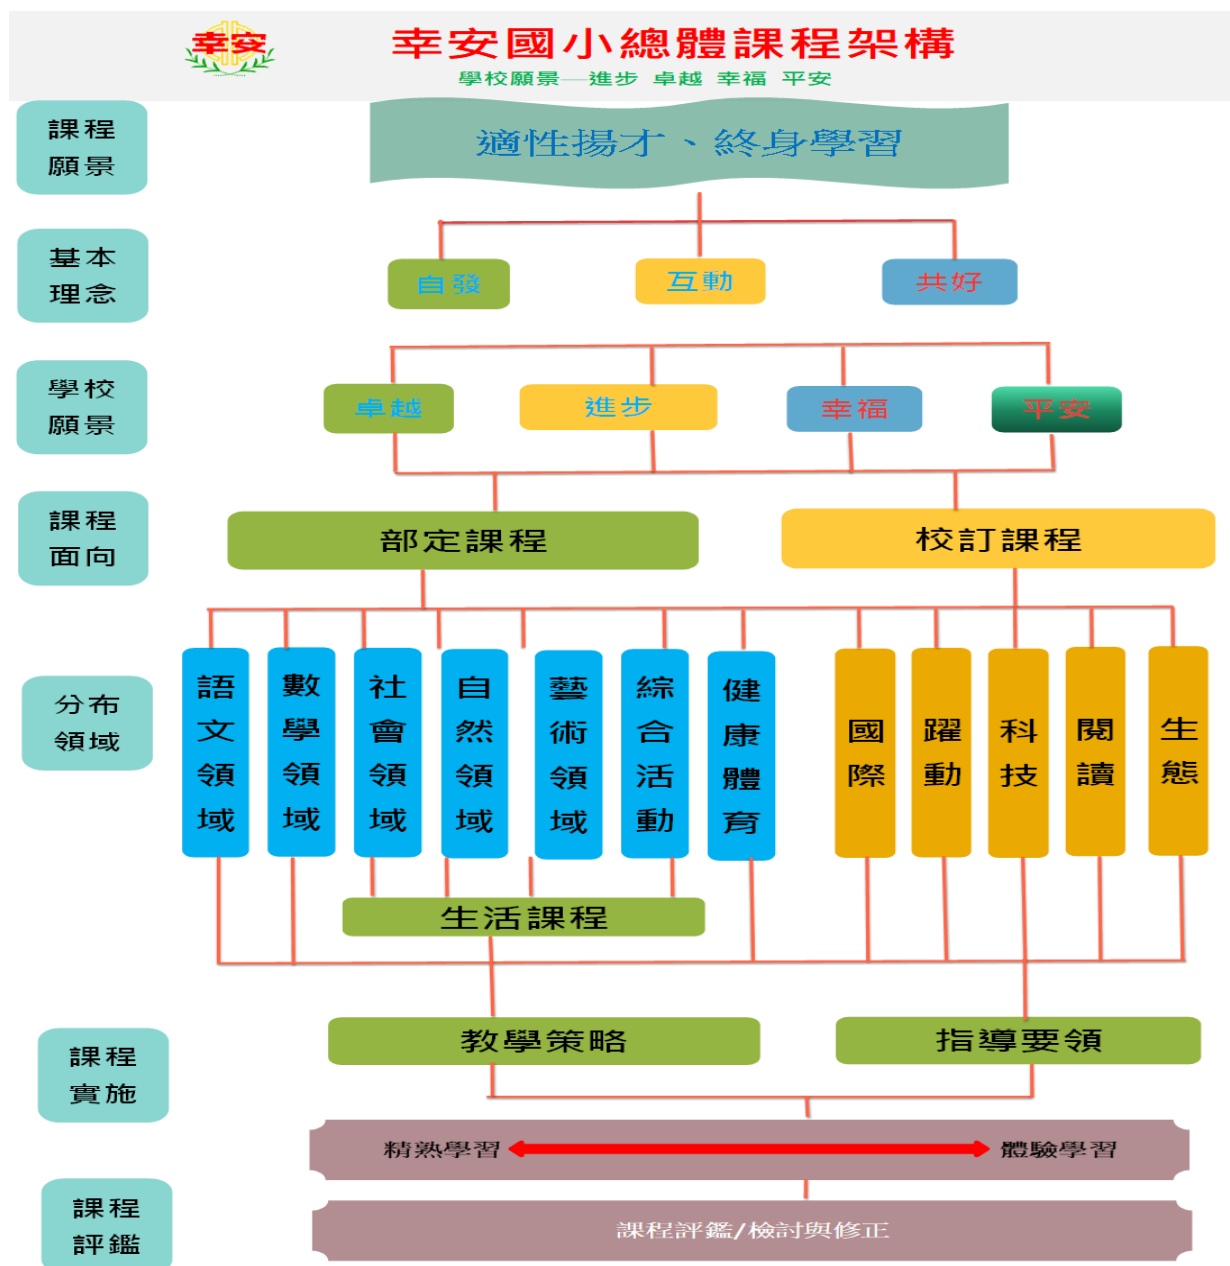 幸安
幸安國小總體課程架構
學校願景—進步 卓越 幸福 平安
課程
願景
適性揚才、終身學習
基本
理念
自發
互動
共好
學校
願景
卓越
進步
幸福
平安
課程
面向
部定課程
校訂課程
分布
領域
語文領域
數學領域
社會領域
自然領域
藝術領域
綜合活動
健康體育
國際
躍動
科技
閱讀
生態
生活課程
課程
實施
教學策略
指導要領
精熟學習
體驗學習
課程
評鑑
課程評鑑/檢討與修正